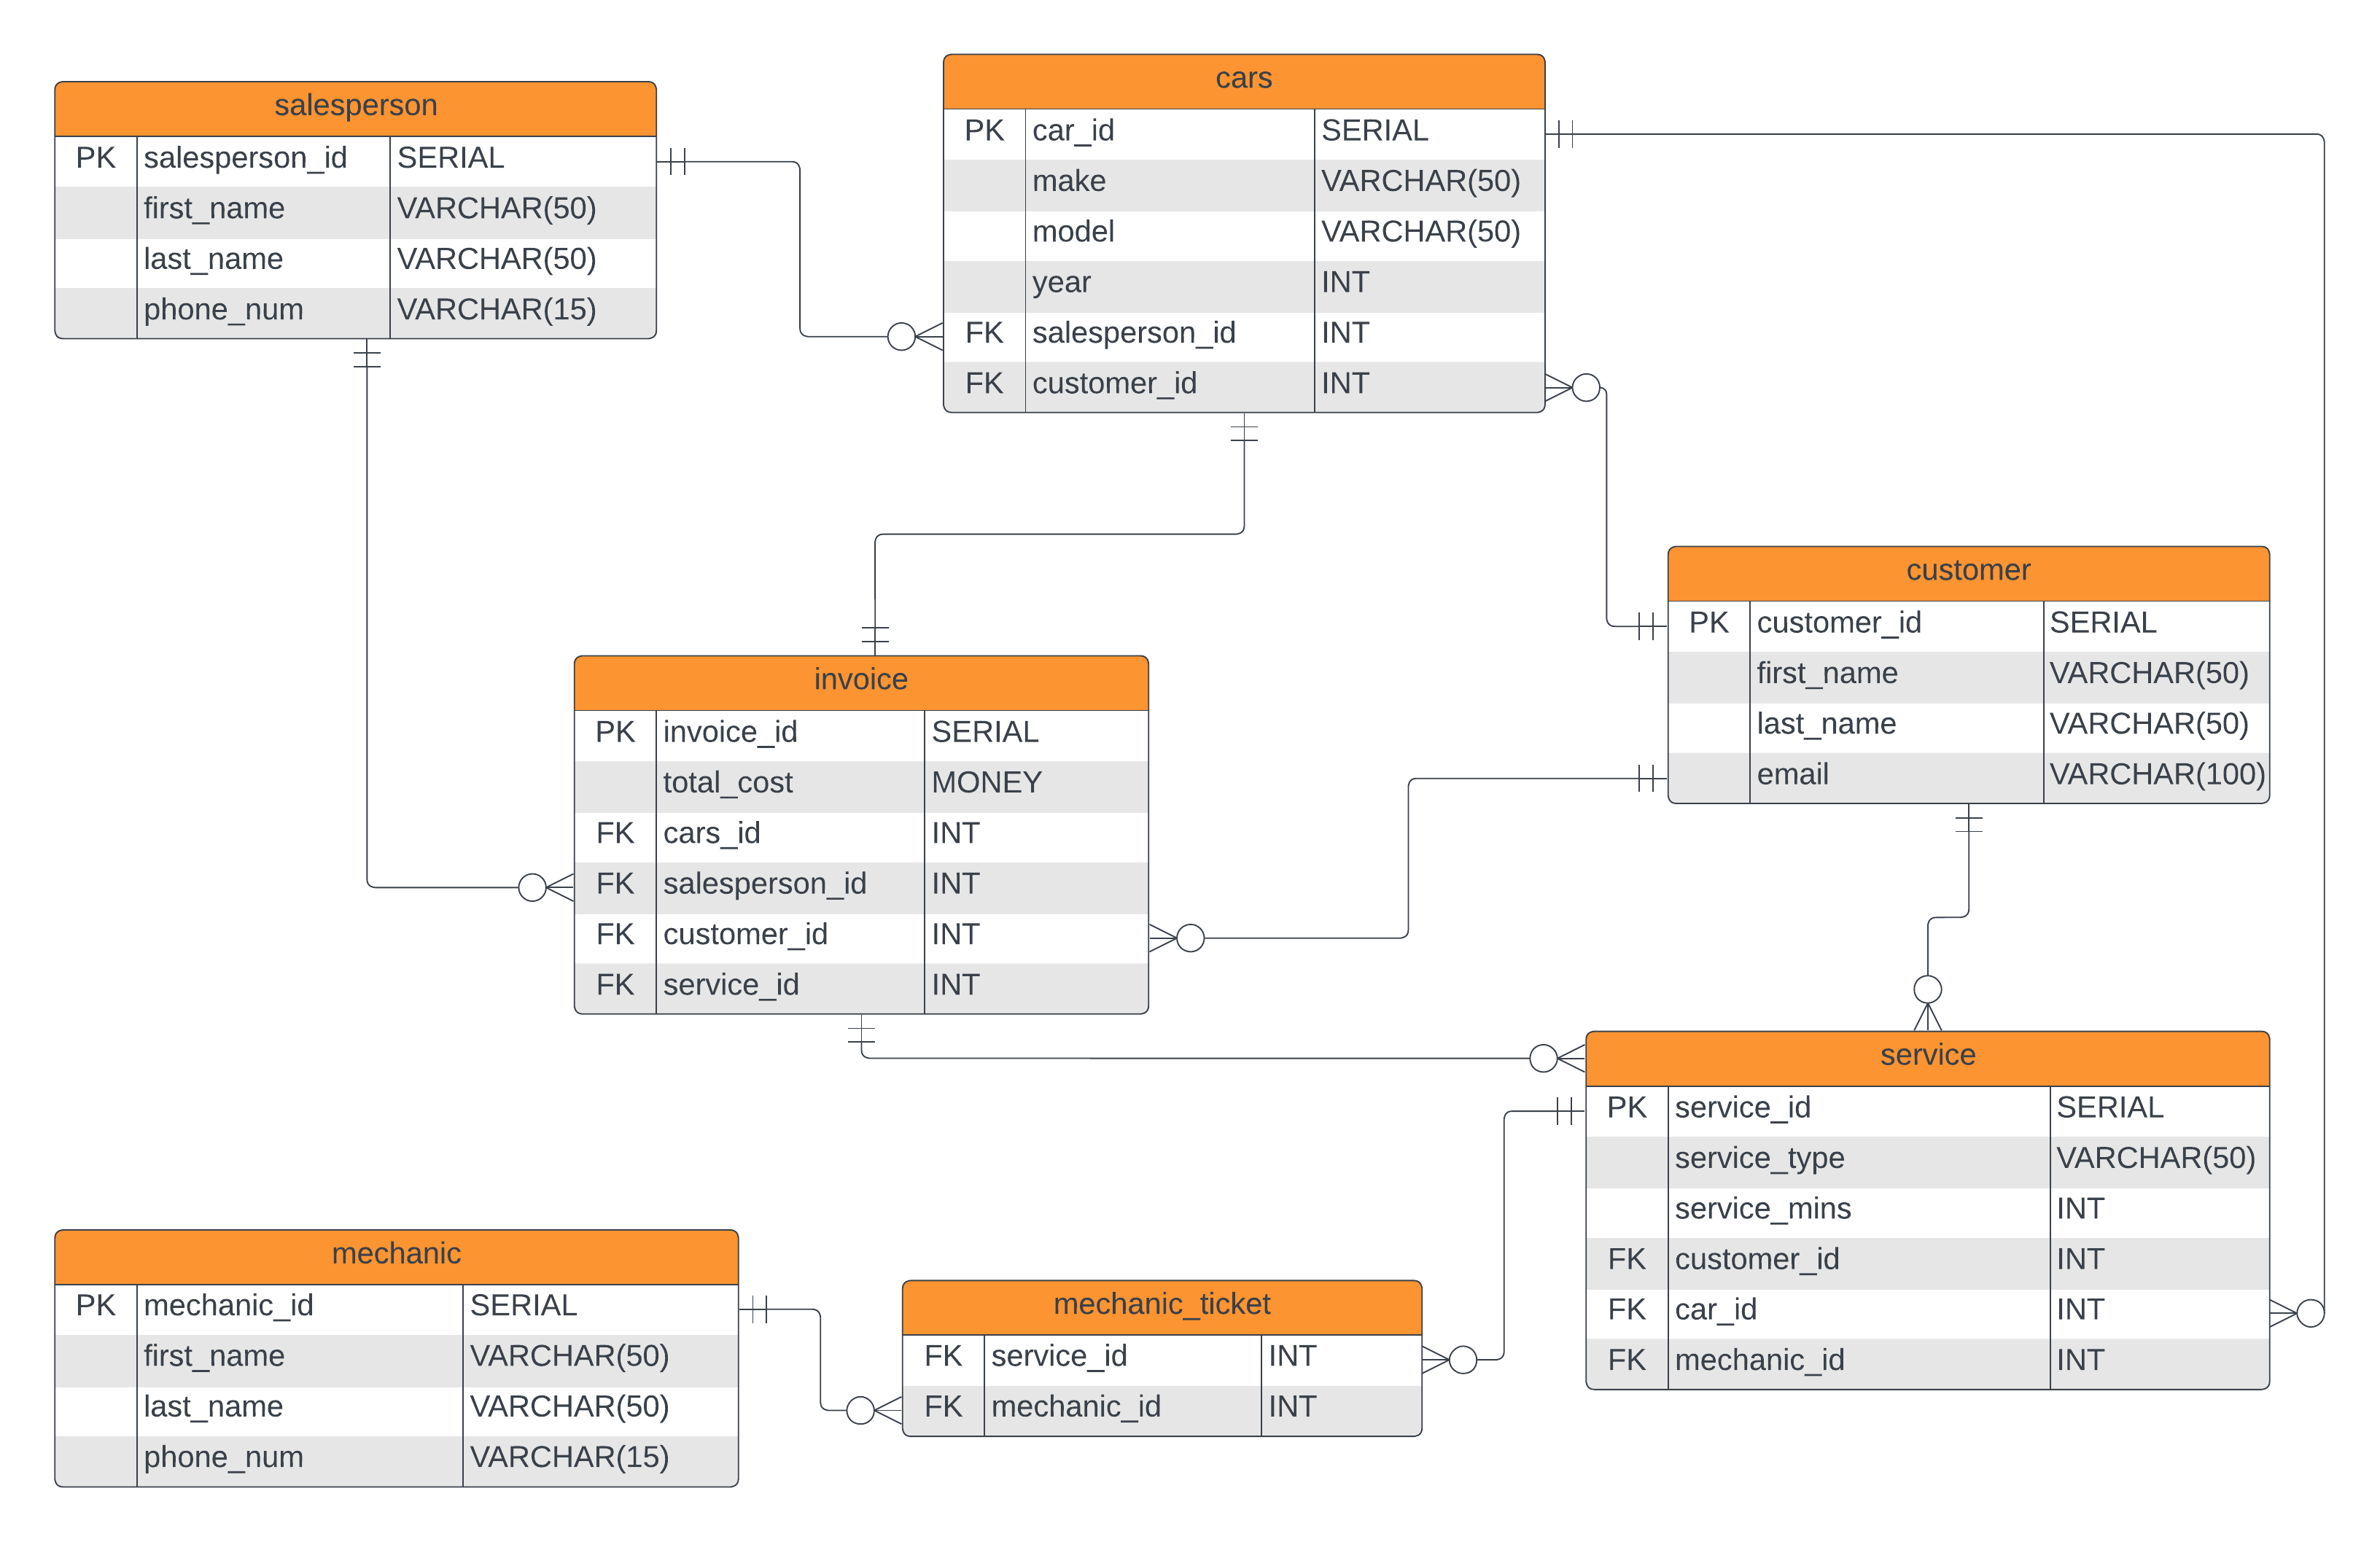 salesperson
PK salesperson_id SERIAL
first_name VARCHAR(50)
last_name VARCHAR(50)
phone_num VARCHAR(15)
cars
PK car_id SERIAL
make VARCHAR(50)
model VARCHAR(50)
year INT
FK salesperson_id INT
FK customer_id INT
customer
PK customer_id SERIAL
first_name VARCHAR(50)
last_name VARCHAR(50)
email VARCHAR(100)
invoice
PK invoice_id SERIAL
total_cost MONEY
FK cars_id INT
FK salesperson_id INT
FK customer_id INT
FK service_id INT
service
PK service_id SERIAL
service_type VARCHAR(50)
service_mins INT
FK customer_id INT
FK car_id INT
FK mechanic_id INT
mechanic
PK mechanic_id SERIAL
first_name VARCHAR(50)
last_name VARCHAR(50)
phone_num VARCHAR(15)
mechanic_ticket
FK service_id INT
FK mechanic_id INT